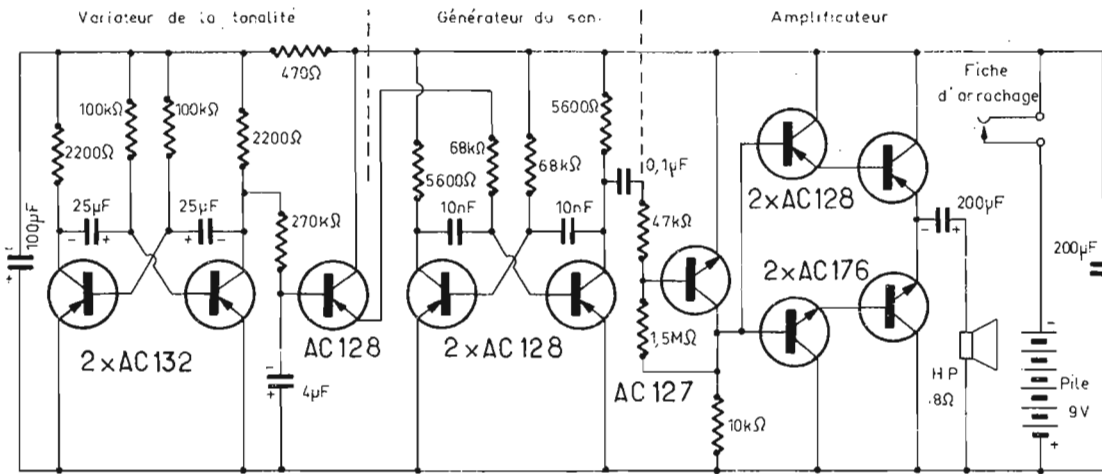 Variateur de la tonalité
Générateur du son.
Amplificateur
470Ω
Fiche
d'arrachage
100kΩ
100kΩ
5600Ω
2200Ω
2200Ω
68kΩ
68kΩ
0,1µF
5600Ω
2×AC128
25µF
25µF
10nF
10nF
200µF
100µF
270kΩ
47kΩ
200µF
2×AC176
-
+
+
-
-
+
+
2×AC132
AC128
2×AC128
1,5MΩ
AC127
-
+
4µF
10kΩ
HP
8Ω
-
Pile
9V
+